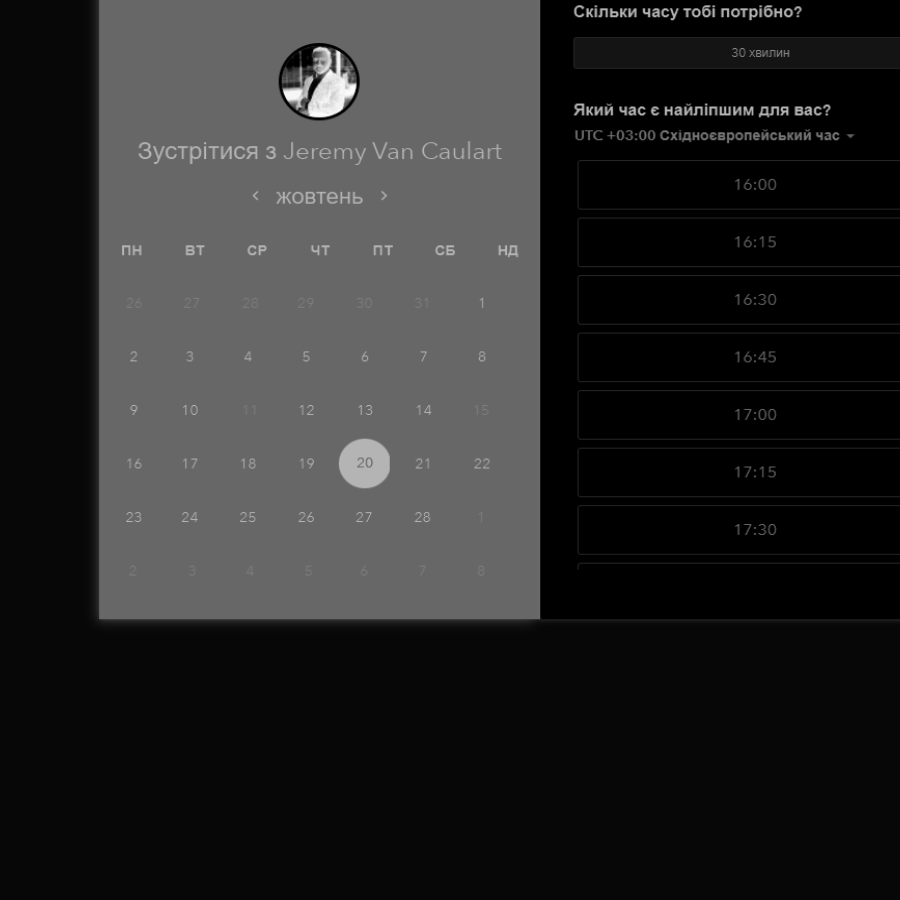 Зустрітися з Jeremy Van Caulart
жовтень
ПН ВТ СР ЧТ ПТ СБ НД
26 27 28 29 30 31 1
2 3 4 5 6 7 8
9 10 11 12 13 14 15
16 17 18 19 20 21 22
23 24 25 26 27 28 1
2 3 4 5 6 7 8
Скільки часу тобі потрібно?
30 хвилин
Який час є найліпшим для вас?
UTC +03:00 Східноєвропейський час
16:00
16:15
16:30
16:45
17:00
17:15
17:30